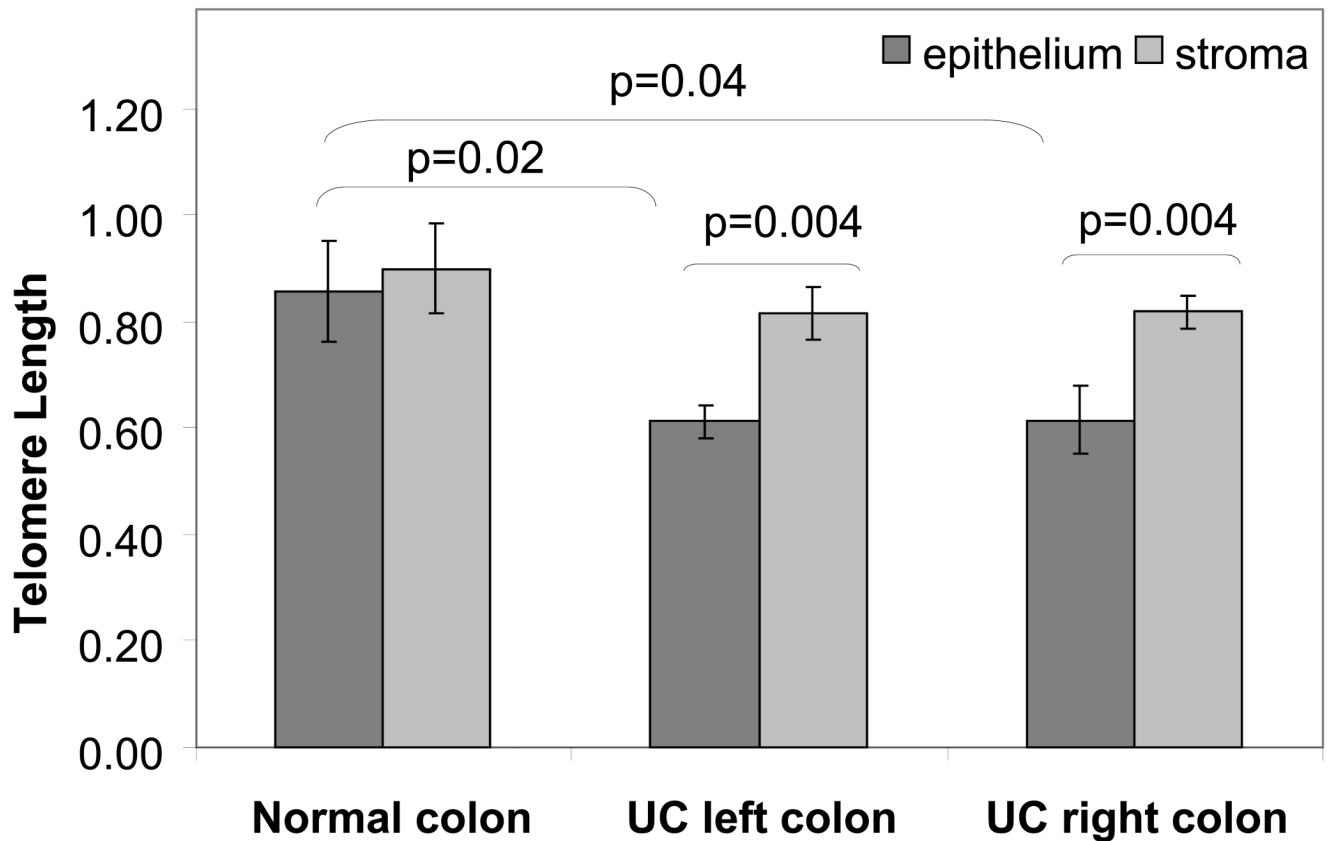 epithelium stroma
p=0.04
1.20
p=0.02
1.00
p=0.004 p=0.004
0.80
0.60
0.40
0.20
0.00
Telomere Length
Normal colon UC left colon UC right colon